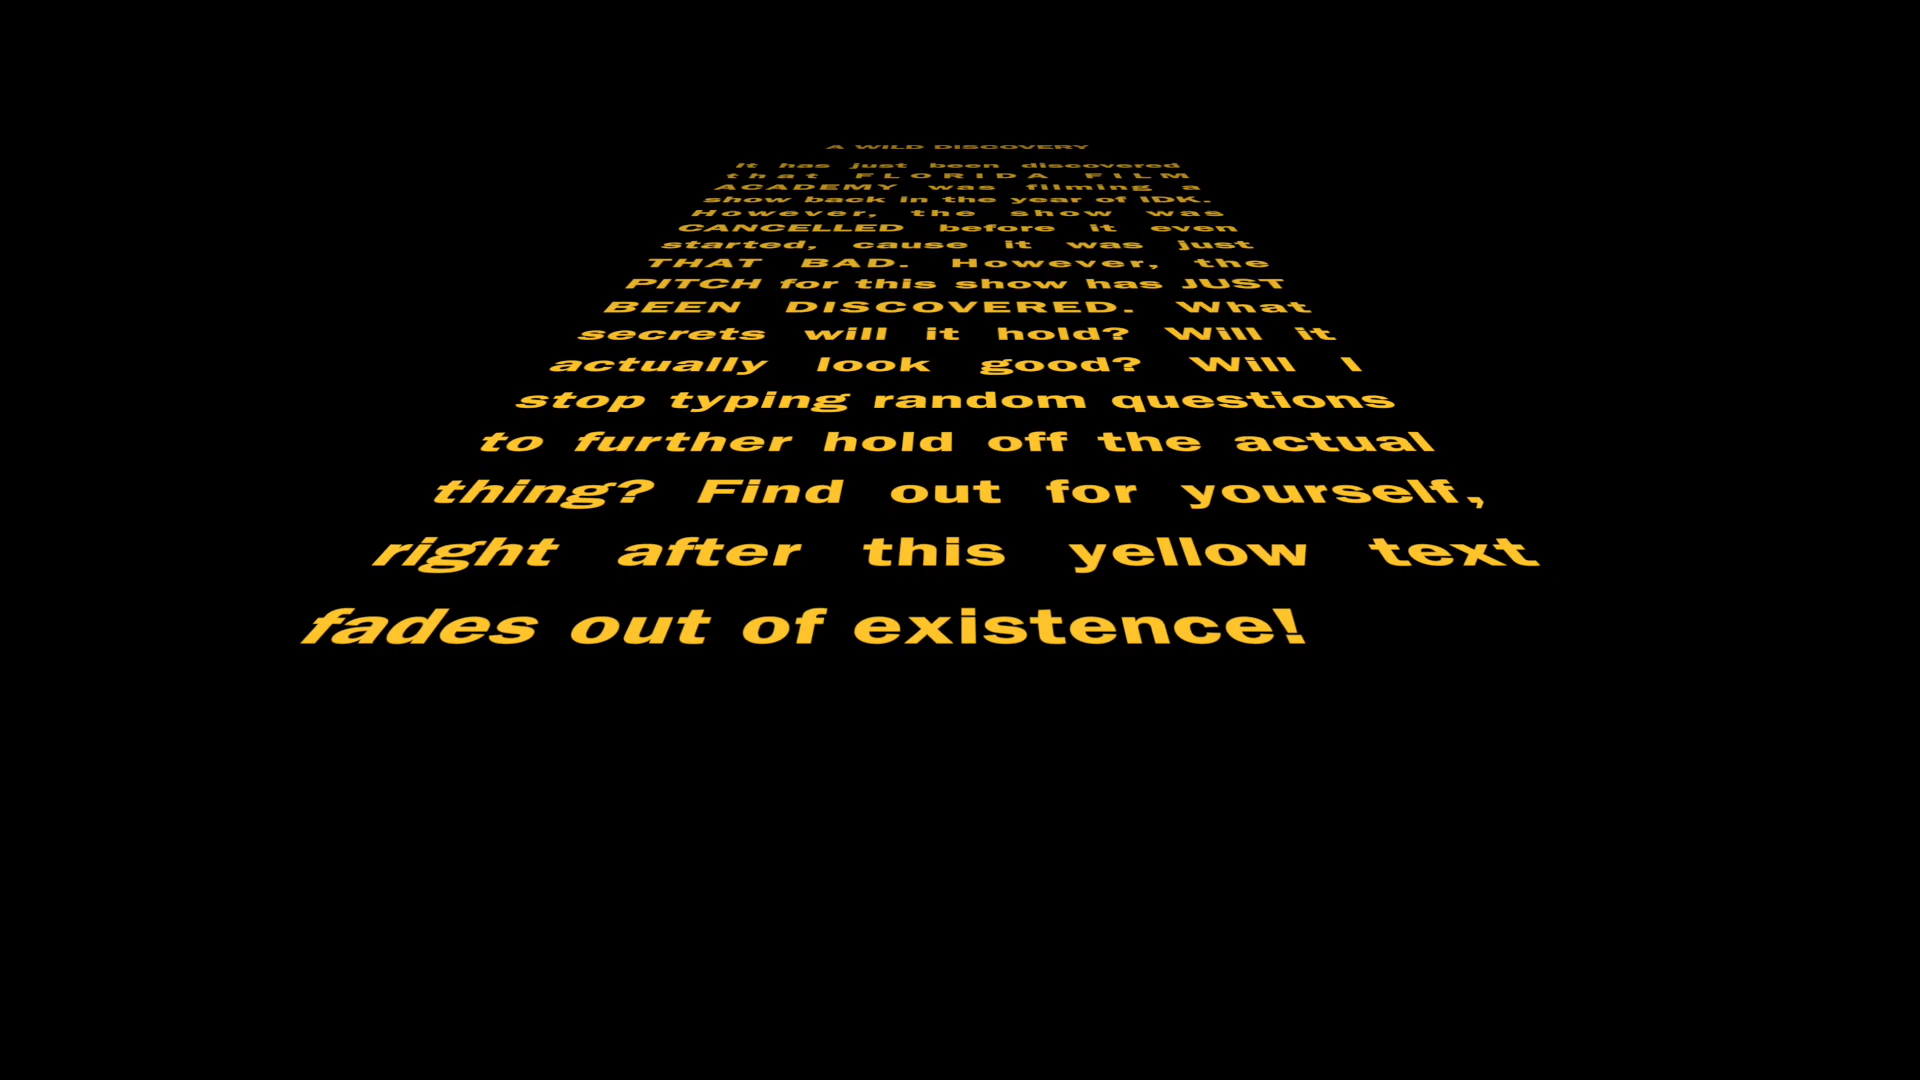 A WILD DISCOVERY
It has just been discovered
that FLORIDA FILM
ACADEMY was filming a
show back in the year of IDK.
However, the show was
CANCELLED before it even
started, cause it was just
THAT BAD. However, the
PITCH for this show has JUST
BEEN DISCOVERED. What
secrets will it hold? Will it
actually look good? Will I
stop typing random questions
to further hold off the actual
thing? Find out for yourself,
right after this yellow text
fades out of existence!